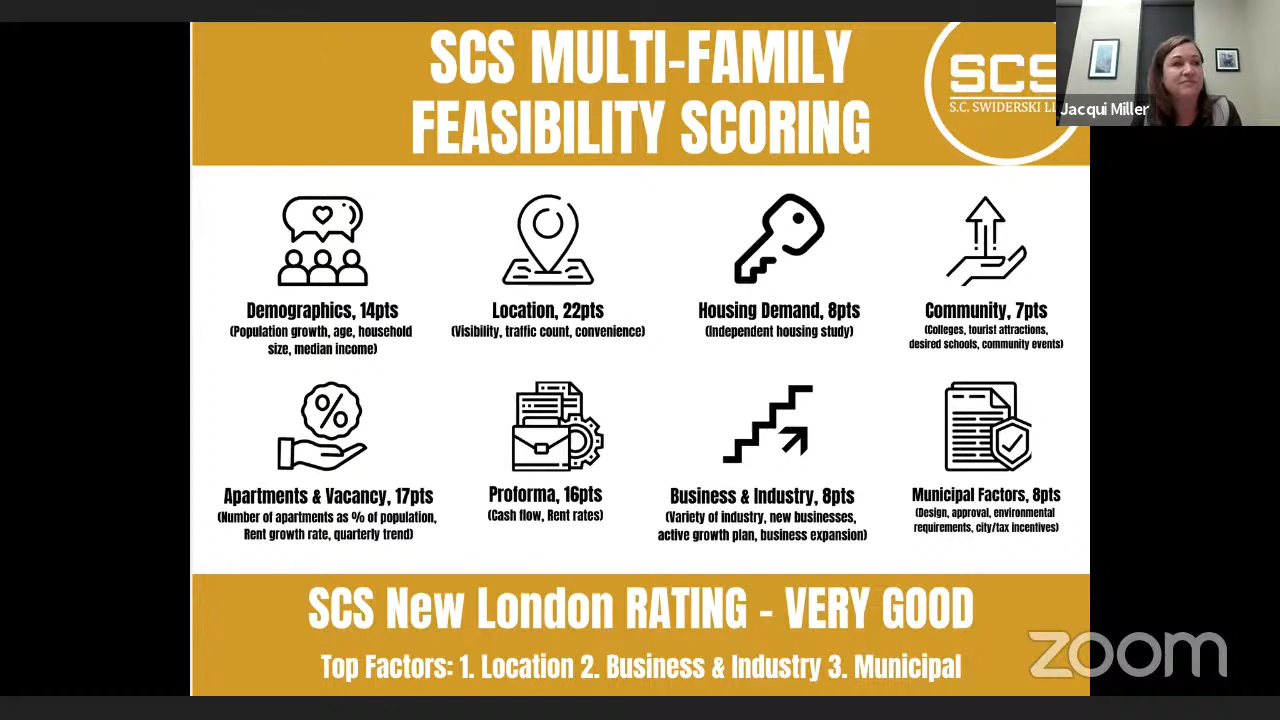 SCS MULTI-FAMILY
FEASIBILITY SCORING
SCS
S.C. SWIDERSKI
Jacqui Miller
Demographics, 14pts
(Population growth, age, household
size, median income)
Location, 22pts
(Visibility, traffic count, convenience)
Housing Demand, 8pts
(Independent housing study)
Community, 7pts
(Colleges, tourist attractions,
desired schools, community events)
Apartments & Vacancy, 17pts
(Number of apartments as % of population,
Rent growth rate, quarterly trend)
Proforma, 16pts
(Cash flow, Rent rates)
Business & Industry, 8pts
(Variety of industry, new businesses,
active growth plan, business expansion)
Municipal Factors, 8pts
(Design, approval, environmental
requirements, city/tax incentives)
SCS New London RATING - VERY GOOD
Top Factors: 1. Location 2. Business & Industry 3. Municipal
zoom